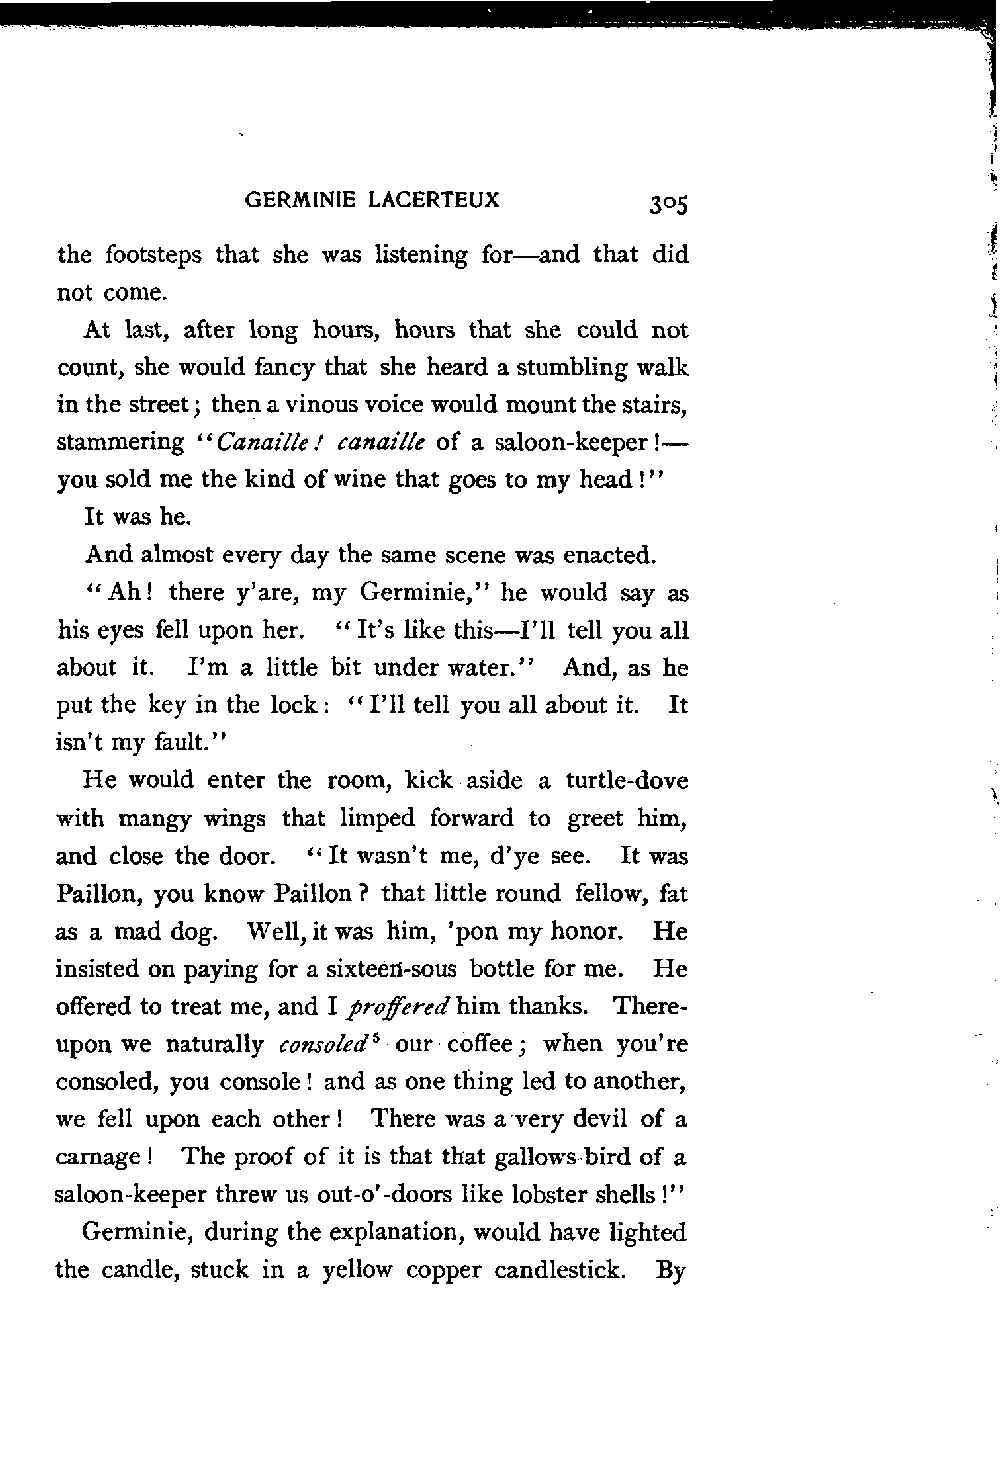 GERMINIE LACERTEUX 305
the footsteps that she was listening for—and that did
not come.
At last, after long hours, hours that she could not
count, she would fancy that she heard a stumbling walk
in the street; then a vinous voice would mount the stairs,
stammering "Canaille! canaille of a saloon-keeper!—
you sold me the kind of wine that goes to my head!"
It was he.
And almost every day the same scene was enacted.
"Ah! there y'are, my Germinie," he would say as
his eyes fell upon her. "It's like this—I'll tell you all
about it. I'm a little bit under water." And, as he
put the key in the lock: "I'll tell you all about it. It
isn't my fault."
He would enter the room, kick aside a turtle-dove
with mangy wings that limped forward to greet him,
and close the door. "It wasn't me, d'ye see. It was
Paillon, you know Paillon? that little round fellow, fat
as a mad dog. Well, it was him, 'pon my honor. He
insisted on paying for a sixteen-sous bottle for me. He
offered to treat me, and I proffered him thanks. There-
upon we naturally consoled⁵ our coffee; when you're
consoled, you console! and as one thing led to another,
we fell upon each other! There was a very devil of a
carnage! The proof of it is that that gallows-bird of a
saloon-keeper threw us out-o'-doors like lobster shells!"
Germinie, during the explanation, would have lighted
the candle, stuck in a yellow copper candlestick. By